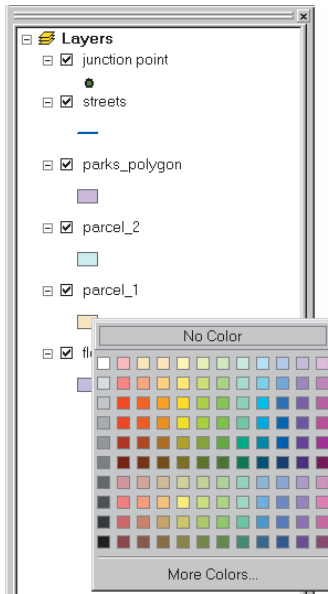 Layers
junction point
streets
parks_polygon
parcel_2
parcel_1
No Color
More Colors...